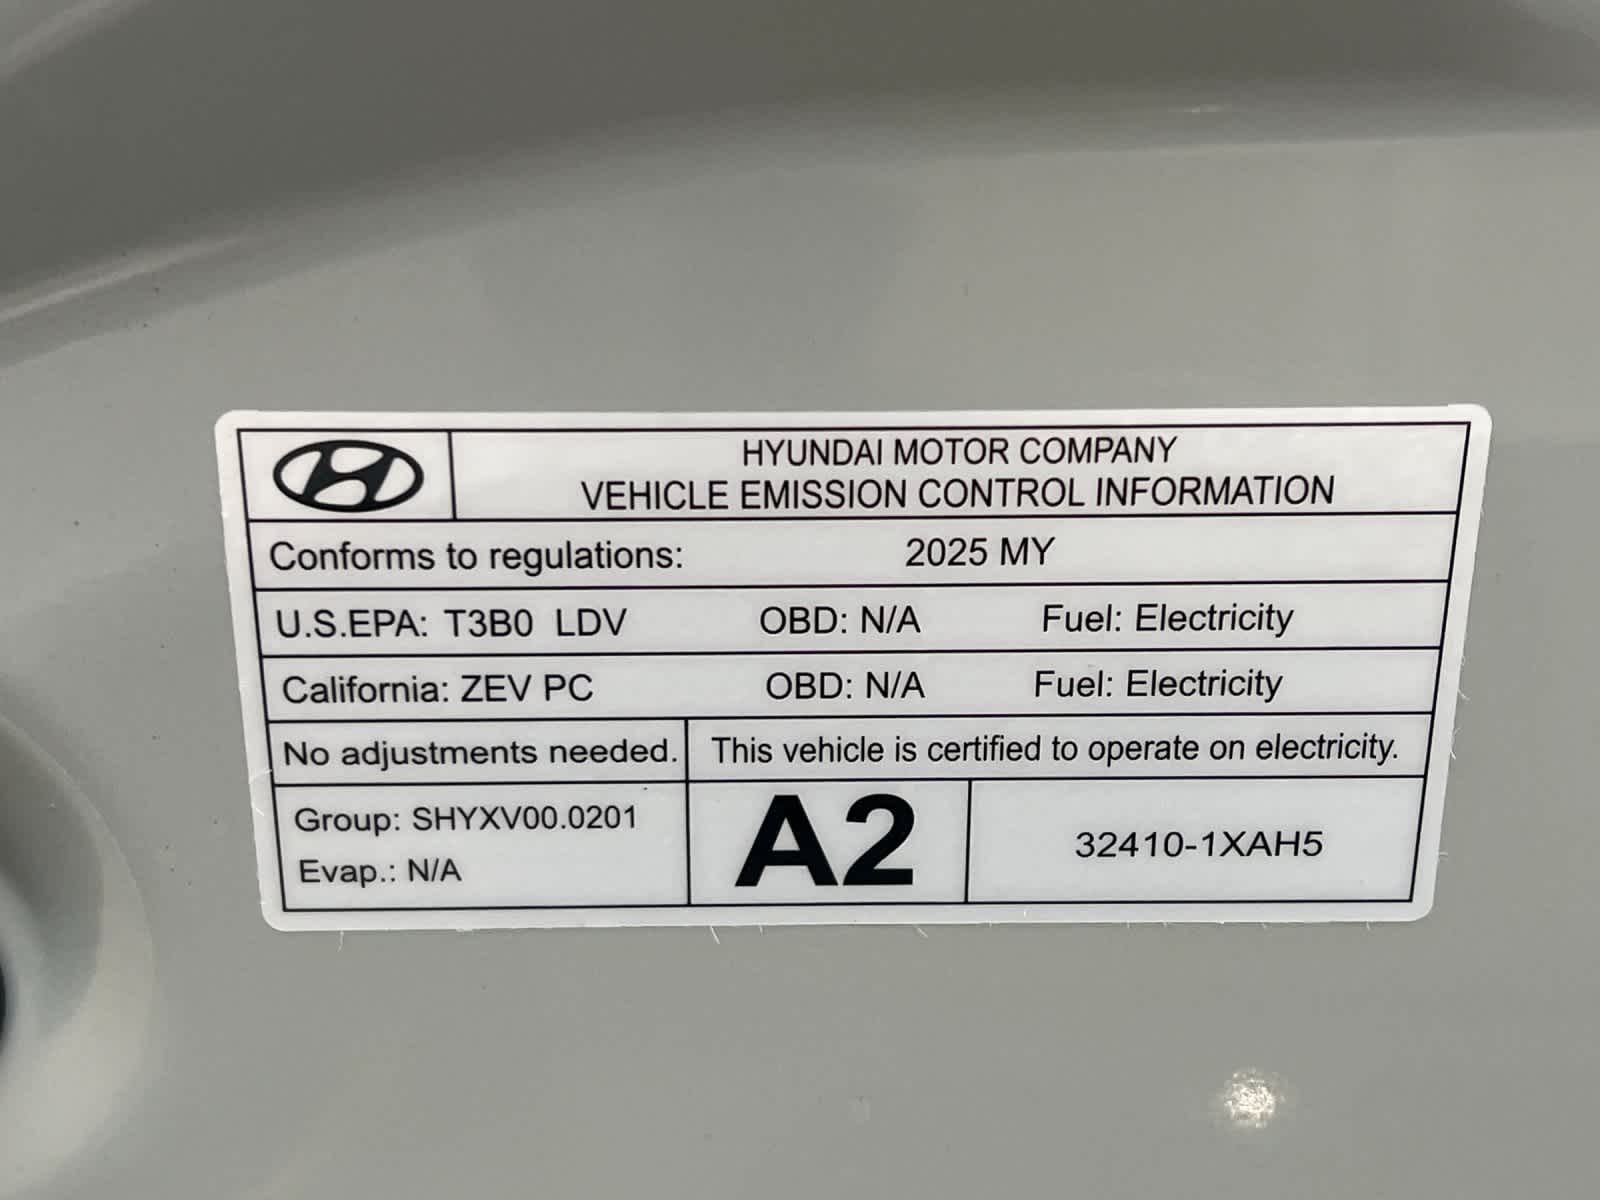 HYUNDAI MOTOR COMPANY
VEHICLE EMISSION CONTROL INFORMATION
Conforms to regulations: 2025 MY
U.S.EPA: T3B0 LDV OBD: N/A Fuel: Electricity
California: ZEV PC OBD: N/A Fuel: Electricity
No adjustments needed. This vehicle is certified to operate on electricity.
Group: SHYXV00.0201
Evap.: N/A
A2
32410-1XAH5